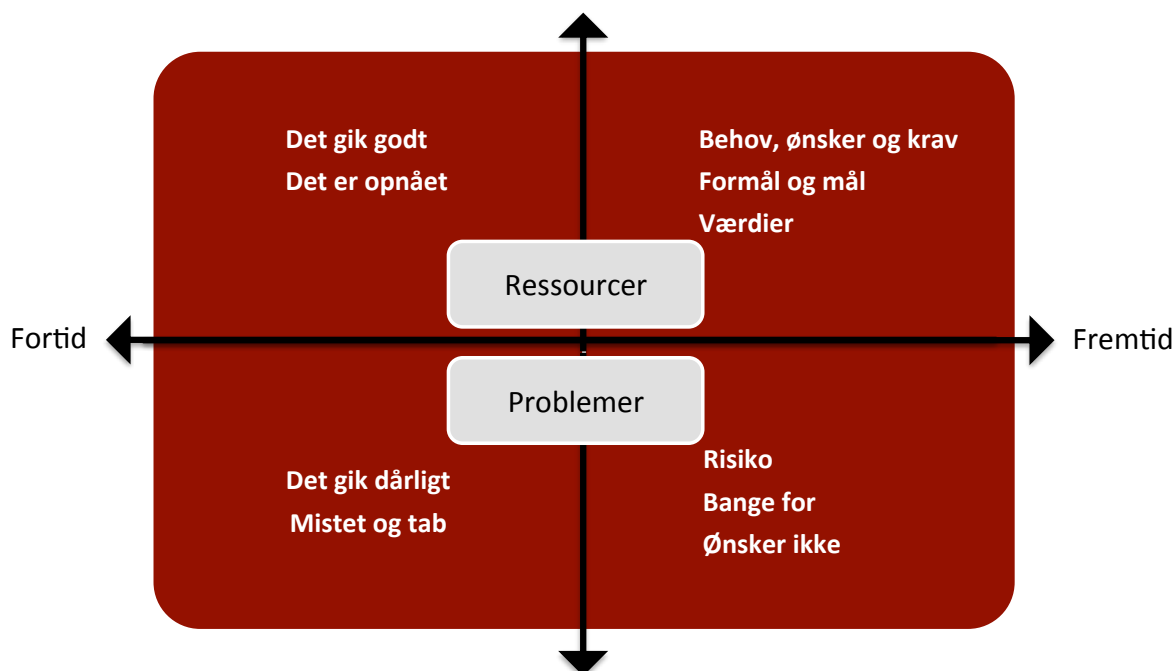 Det gik godt
Det er opnået
Behov, ønsker og krav
Formål og mål
Værdier
Ressourcer
Fortid
Fremtid
Problemer
Det gik dårligt
Mistet og tab
Risiko
Bange for
Ønsker ikke